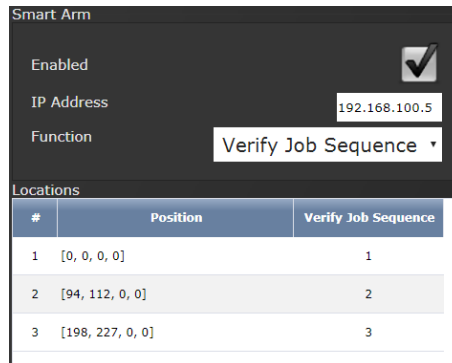 Smart Arm
Enabled
IP Address 192.168.100.5
Function Verify Job Sequence
Locations
# Position Verify Job Sequence
1 [0, 0, 0, 0] 1
2 [94, 112, 0, 0] 2
3 [198, 227, 0, 0] 3